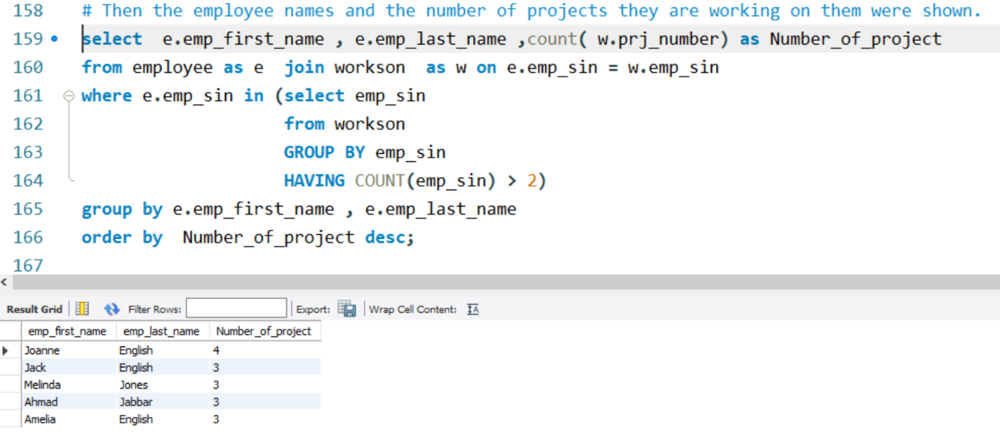 158 # Then the employee names and the number of projects they are working on them were shown.
159 select e.emp_first_name , e.emp_last_name ,count( w.prj_number) as Number_of_project
160 from employee as e join workson as w on e.emp_sin = w.emp_sin
161 where e.emp_sin in (select emp_sin
162 from workson
163 GROUP BY emp_sin
164 HAVING COUNT(emp_sin) > 2)
165 group by e.emp_first_name , e.emp_last_name
166 order by Number_of_project desc;
167
Result Grid Filter Rows: Export: Wrap Cell Content:
emp_first_name emp_last_name Number_of_project
Joanne English 4
Jack English 3
Melinda Jones 3
Ahmad Jabbar 3
Amelia English 3